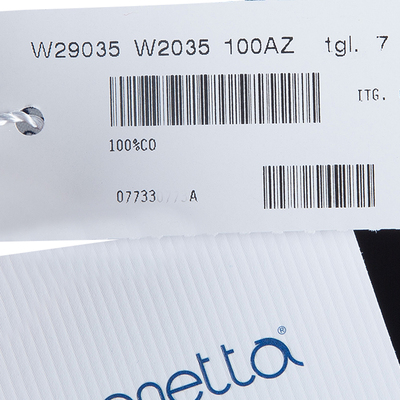 W29035 W2035 100AZ tgl. 7
ITG.
100%CO
07733 A
netta®